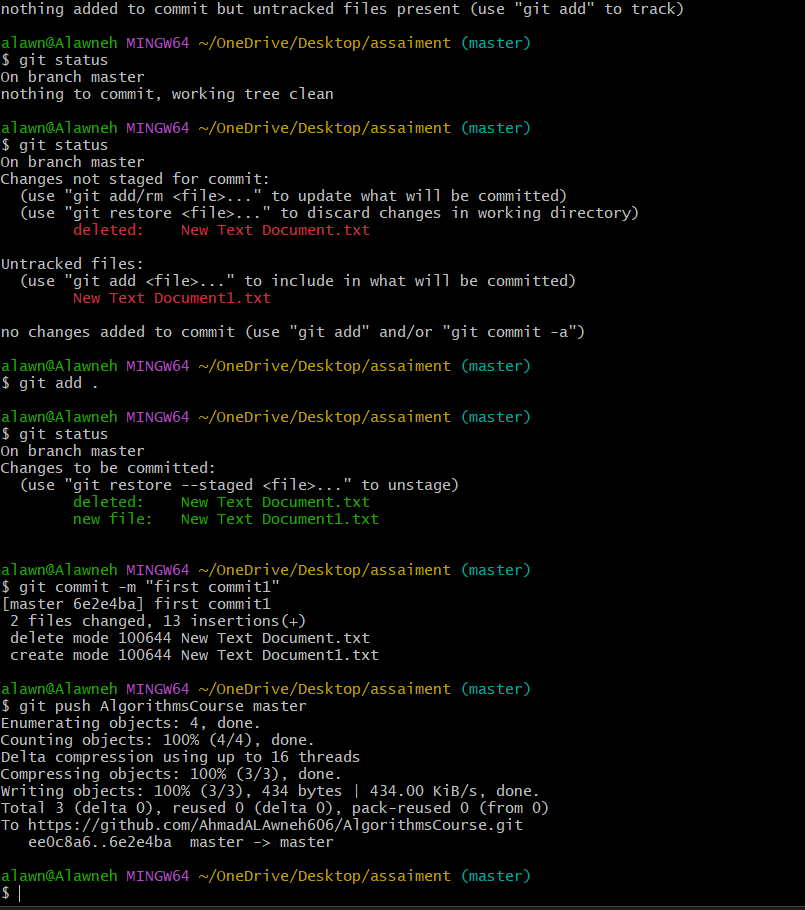 nothing added to commit but untracked files present (use "git add" to track)
alawn@Alawneh MINGW64 ~/OneDrive/Desktop/assaiment (master)
$ git status
On branch master
nothing to commit, working tree clean
alawn@Alawneh MINGW64 ~/OneDrive/Desktop/assaiment (master)
$ git status
On branch master
Changes not staged for commit:
  (use "git add/rm <file>..." to update what will be committed)
  (use "git restore <file>..." to discard changes in working directory)
        deleted:    New Text Document.txt
Untracked files:
  (use "git add <file>..." to include in what will be committed)
        New Text Document1.txt
no changes added to commit (use "git add" and/or "git commit -a")
alawn@Alawneh MINGW64 ~/OneDrive/Desktop/assaiment (master)
$ git add .
alawn@Alawneh MINGW64 ~/OneDrive/Desktop/assaiment (master)
$ git status
On branch master
Changes to be committed:
  (use "git restore --staged <file>..." to unstage)
        deleted:    New Text Document.txt
        new file:   New Text Document1.txt
alawn@Alawneh MINGW64 ~/OneDrive/Desktop/assaiment (master)
$ git commit -m "first commit1"
[master 6e2e4ba] first commit1
 2 files changed, 13 insertions(+)
 delete mode 100644 New Text Document.txt
 create mode 100644 New Text Document1.txt
alawn@Alawneh MINGW64 ~/OneDrive/Desktop/assaiment (master)
$ git push AlgorithmsCourse master
Enumerating objects: 4, done.
Counting objects: 100% (4/4), done.
Delta compression using up to 16 threads
Compressing objects: 100% (3/3), done.
Writing objects: 100% (3/3), 434 bytes | 434.00 KiB/s, done.
Total 3 (delta 0), reused 0 (delta 0), pack-reused 0 (from 0)
To https://github.com/AhmadALAwneh606/AlgorithmsCourse.git
   ee0c8a6..6e2e4ba  master -> master
alawn@Alawneh MINGW64 ~/OneDrive/Desktop/assaiment (master)
$